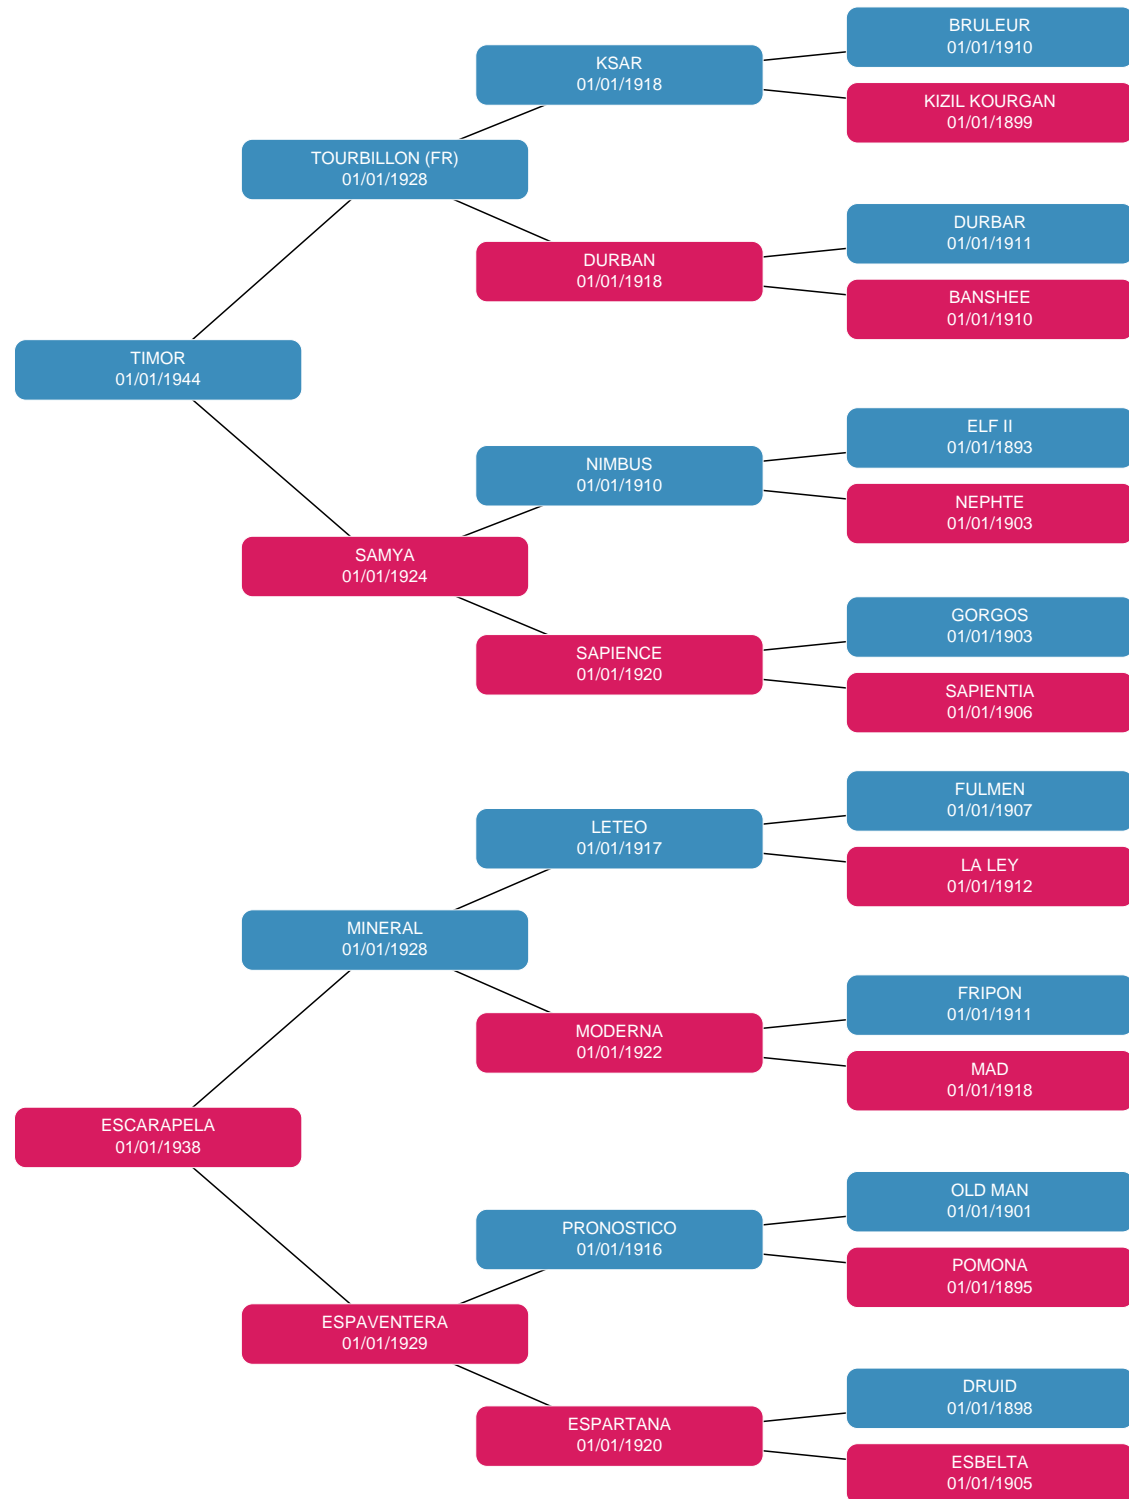 BRULEUR
01/01/1910
KSAR
01/01/1918
KIZIL KOURGAN
01/01/1899
TOURBILLON (FR)
01/01/1928
DURBAR
01/01/1911
DURBAN
01/01/1918
BANSHEE
01/01/1910
TIMOR
01/01/1944
ELF II
01/01/1893
NIMBUS
01/01/1910
NEPHTE
01/01/1903
SAMYA
01/01/1924
GORGOS
01/01/1903
SAPIENCE
01/01/1920
SAPIENTIA
01/01/1906
FULMEN
01/01/1907
LETEO
01/01/1917
LA LEY
01/01/1912
MINERAL
01/01/1928
FRIPON
01/01/1911
MODERNA
01/01/1922
MAD
01/01/1918
ESCARAPELA
01/01/1938
OLD MAN
01/01/1901
PRONOSTICO
01/01/1916
POMONA
01/01/1895
ESPAVENTERA
01/01/1929
DRUID
01/01/1898
ESPARTANA
01/01/1920
ESBELTA
01/01/1905